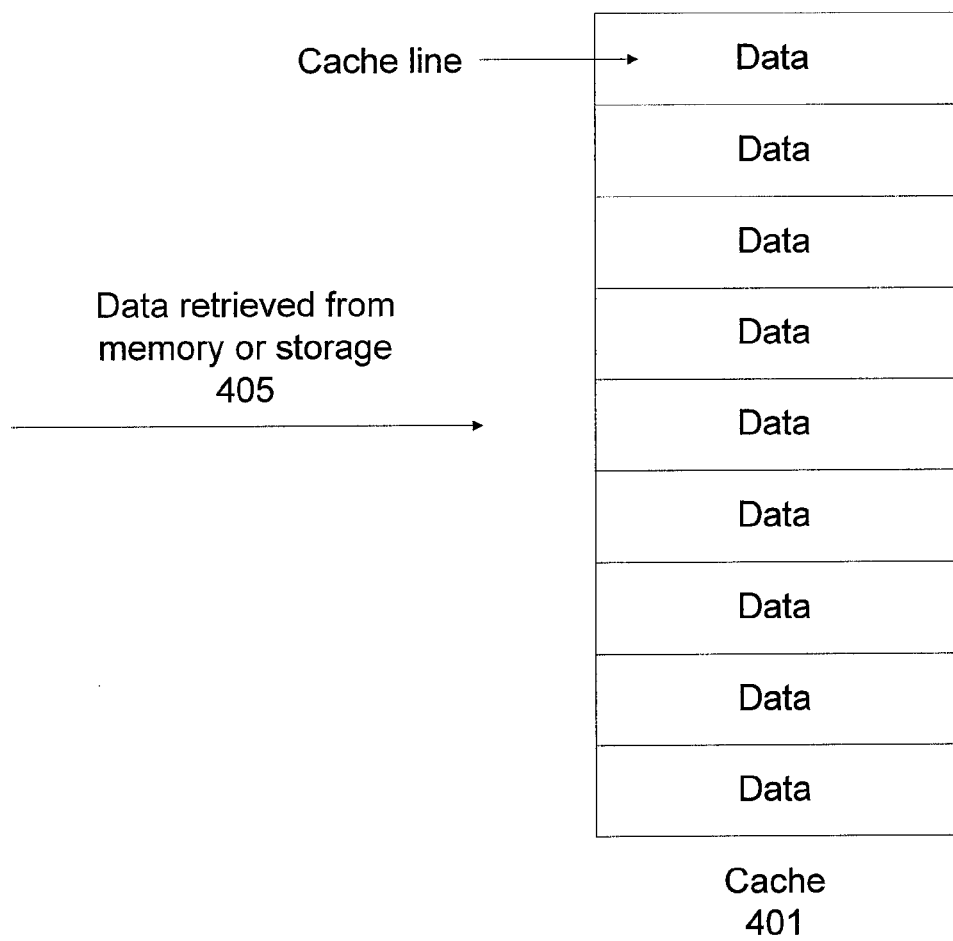 Cache line
Data
Data
Data
Data retrieved from
memory or storage
405
Data
Data
Data
Data
Data
Data
Cache
401